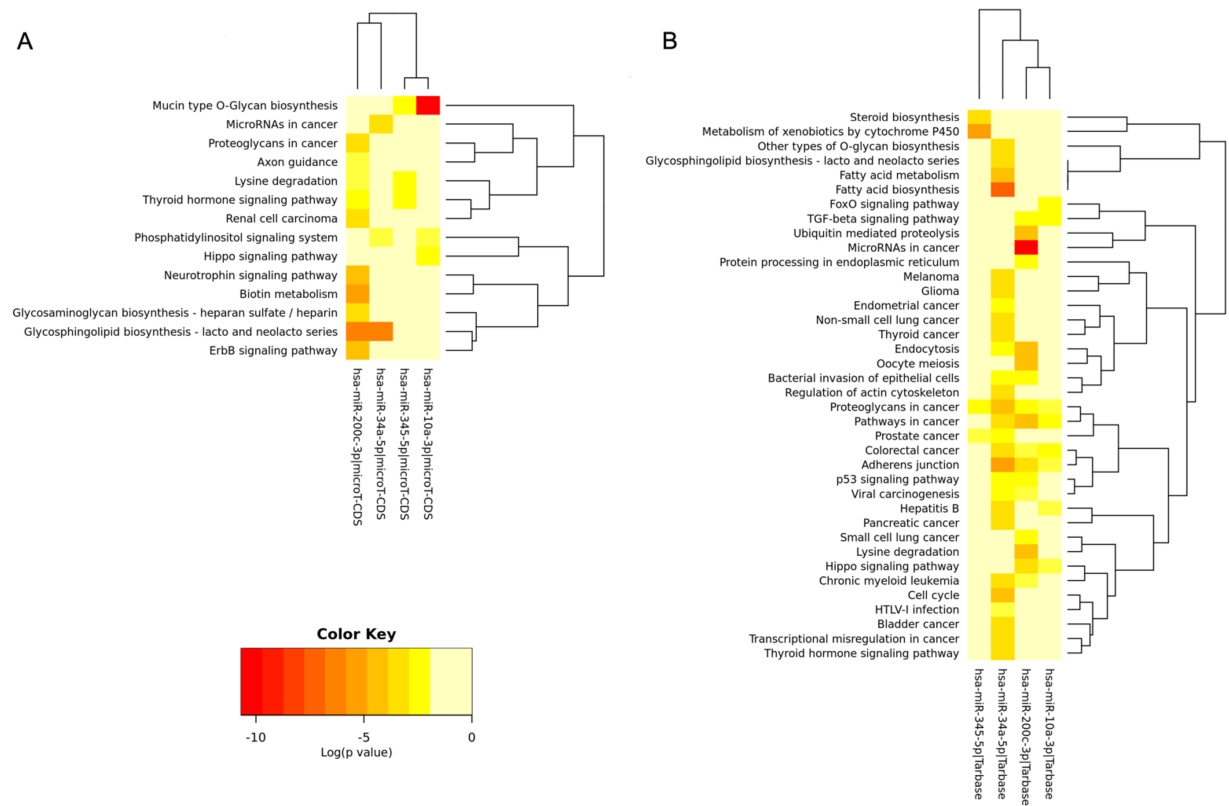 A
Mucin type O-Glycan biosynthesis
MicroRNAs in cancer
Proteoglycans in cancer
Axon guidance
Lysine degradation
Thyroid hormone signaling pathway
Renal cell carcinoma
Phosphatidylinositol signaling system
Hippo signaling pathway
Neurotrophin signaling pathway
Biotin metabolism
Glycosaminoglycan biosynthesis - heparan sulfate / heparin
Glycosphingolipid biosynthesis - lacto and neolacto series
ErbB signaling pathway
hsa-miR-200c-3p|microT-CDS
hsa-miR-34a-5p|microT-CDS
hsa-miR-345-5p|microT-CDS
hsa-miR-10a-3p|microT-CDS
Color Key
-10
-5
0
Log(p value)
B
Steroid biosynthesis
Metabolism of xenobiotics by cytochrome P450
Other types of O-glycan biosynthesis
Glycosphingolipid biosynthesis - lacto and neolacto series
Fatty acid metabolism
Fatty acid biosynthesis
FoxO signaling pathway
TGF-beta signaling pathway
Ubiquitin mediated proteolysis
MicroRNAs in cancer
Protein processing in endoplasmic reticulum
Melanoma
Glioma
Endometrial cancer
Non-small cell lung cancer
Thyroid cancer
Endocytosis
Oocyte meiosis
Bacterial invasion of epithelial cells
Regulation of actin cytoskeleton
Proteoglycans in cancer
Pathways in cancer
Prostate cancer
Colorectal cancer
Adherens junction
p53 signaling pathway
Viral carcinogenesis
Hepatitis B
Pancreatic cancer
Small cell lung cancer
Lysine degradation
Hippo signaling pathway
Chronic myeloid leukemia
Cell cycle
HTLV-I infection
Bladder cancer
Transcriptional misregulation in cancer
Thyroid hormone signaling pathway
hsa-miR-345-5p|Tarbase
hsa-miR-34a-5p|Tarbase
hsa-miR-200c-3p|Tarbase
hsa-miR-10a-3p|Tarbase